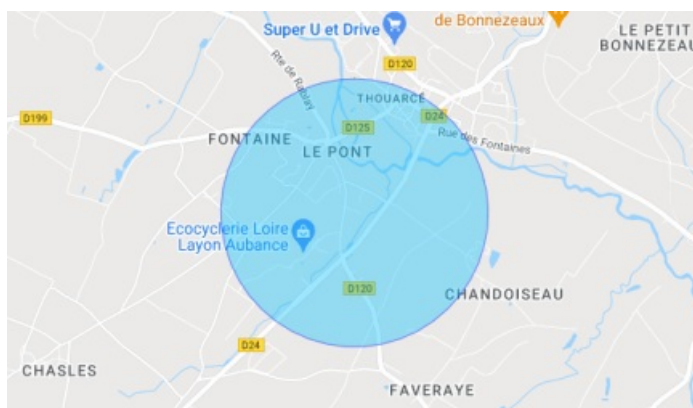 Super U et Drive
de Bonnezeaux
LE PETIT
BONNEZEAU
D120
Rte de Rablay
THOUARCÉ
D199
D24
D125
FONTAINE
LE PONT
Rue des Fontaines
Ecocyclerie Loire
Layon Aubance
D120
CHANDOISEAU
D24
CHASLES
FAVERAYE